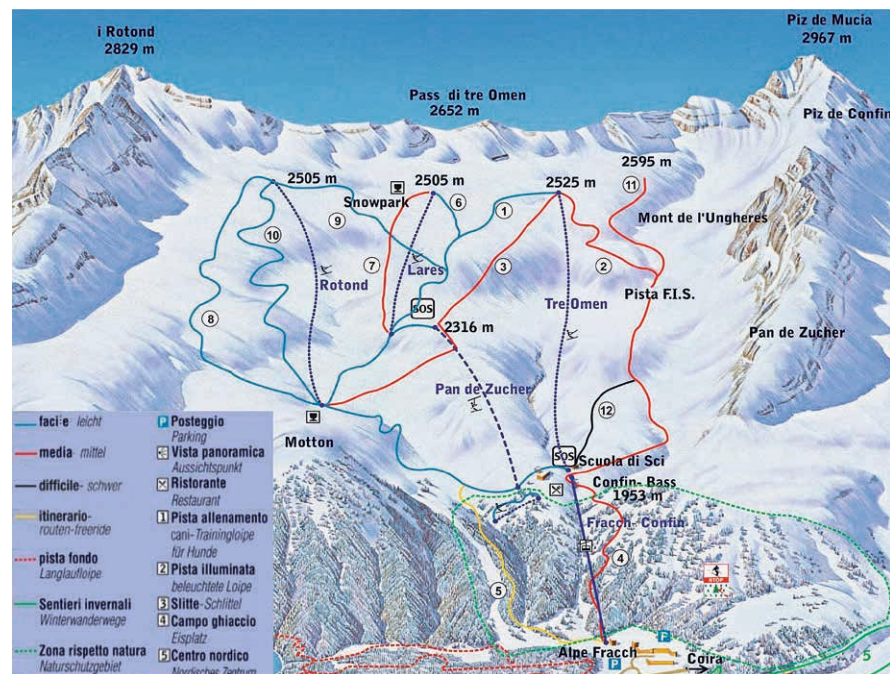 i Rotond
2829 m
Piz de Mucia
2967 m
Pass di tre Omen
2652 m
Piz de Confin
2505 m
Snowpark
2505 m
2525 m
2595 m
11
6
1
9
Mont de l'Ungheres
10
7
3
2
Rotond
Lares
Tre Omen
Pista F.I.S.
8
SOS
2316 m
Pan de Zucher
Pan de Zucher
12
Motton
SOS
Scuola di Sci
Confin- Bass
1953 m
Fracch- Confin
4
STOP
5
Alpe Fracch
P
P
Coira
5
facile leicht
media- mittel
difficile- schwer
itinerario-
routen-freeride
pista fondo
Langlaufloipe
Sentieri invernali
Winterwanderwege
Zona rispetto natura
Naturschutzgebiet
P Posteggio
Parking
Vista panoramica
Aussichtspunkt
Ristorante
Restaurant
1 Pista allenamento
cani-Trainingloipe
für Hunde
2 Pista illuminata
beleuchtete Loipe
3 Slitte-Schlittel
4 Campo ghiaccio
Eisplatz
5 Centro nordico
Nordisches Zentrum